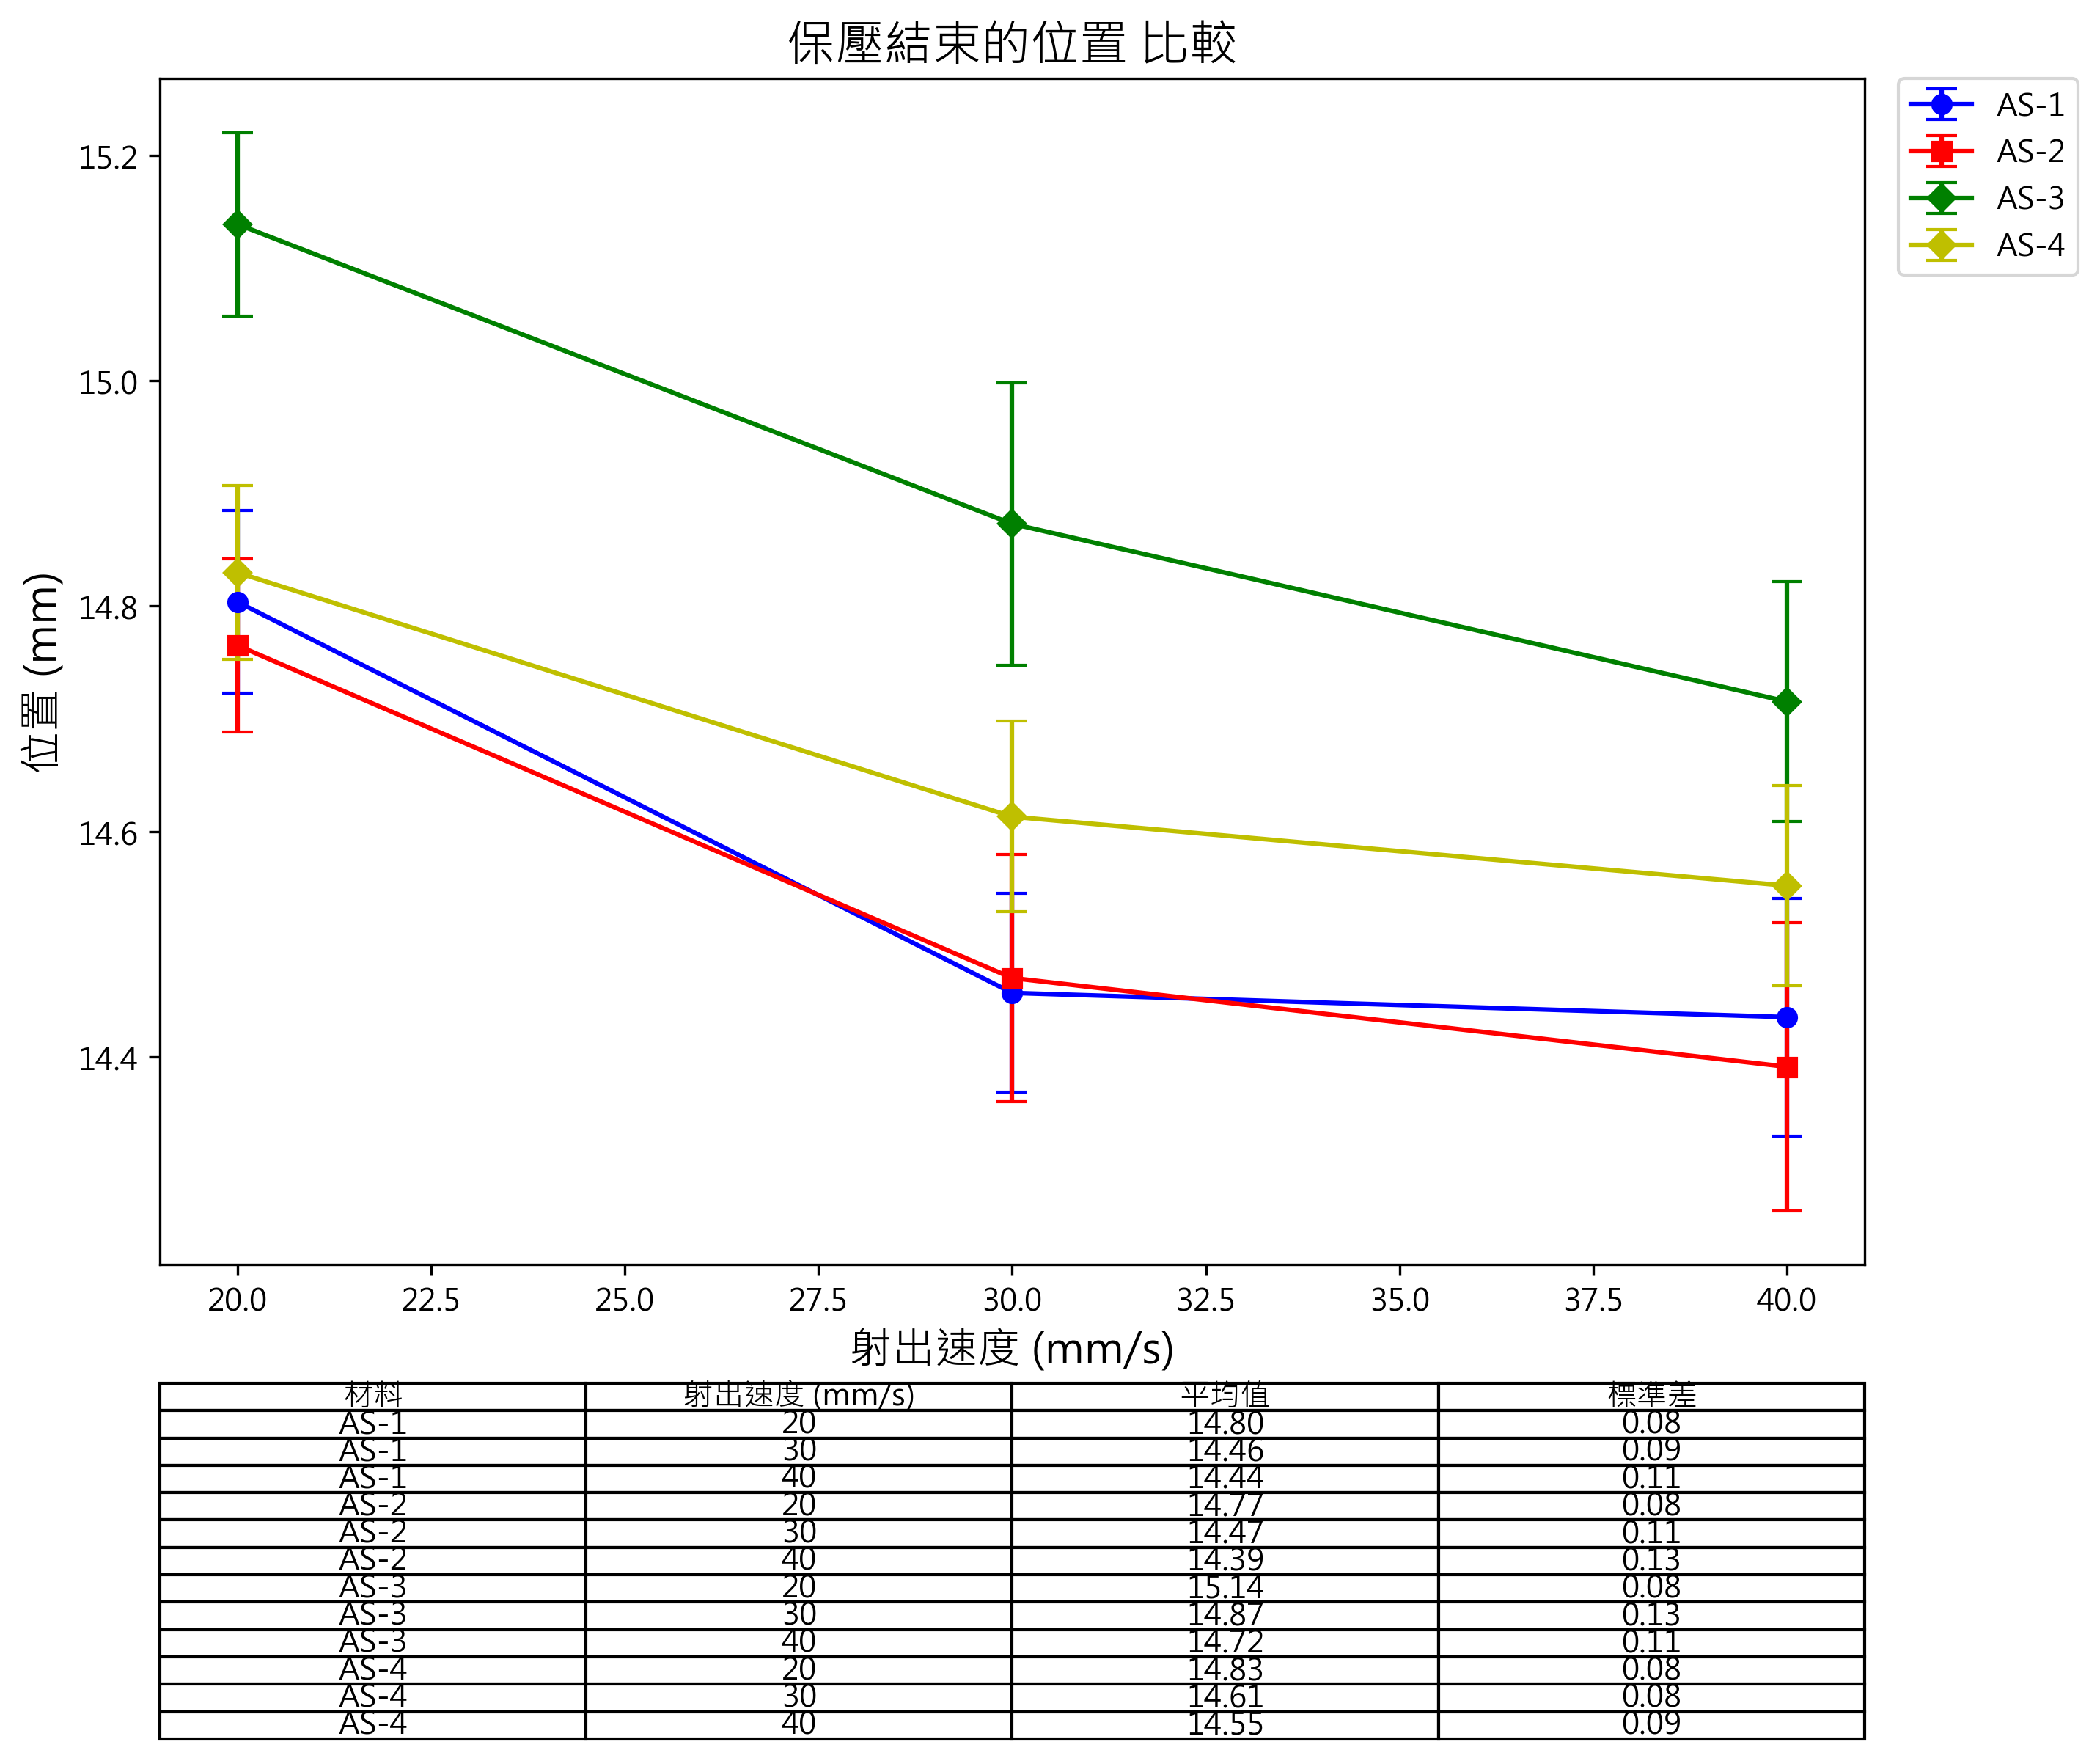 保壓結束的位置 比較
AS-1
AS-2
AS-3
AS-4
位置 (mm)
15.2
15.0
14.8
14.6
14.4
20.0 22.5 25.0 27.5 30.0 32.5 35.0 37.5 40.0
射出速度 (mm/s)
材料 射出速度 (mm/s) 平均值 標準差
AS-1 20 14.80 0.08
AS-1 30 14.46 0.09
AS-1 40 14.44 0.11
AS-2 20 14.77 0.08
AS-2 30 14.47 0.11
AS-2 40 14.39 0.13
AS-3 20 15.14 0.08
AS-3 30 14.87 0.13
AS-3 40 14.72 0.11
AS-4 20 14.83 0.08
AS-4 30 14.61 0.08
AS-4 40 14.55 0.09